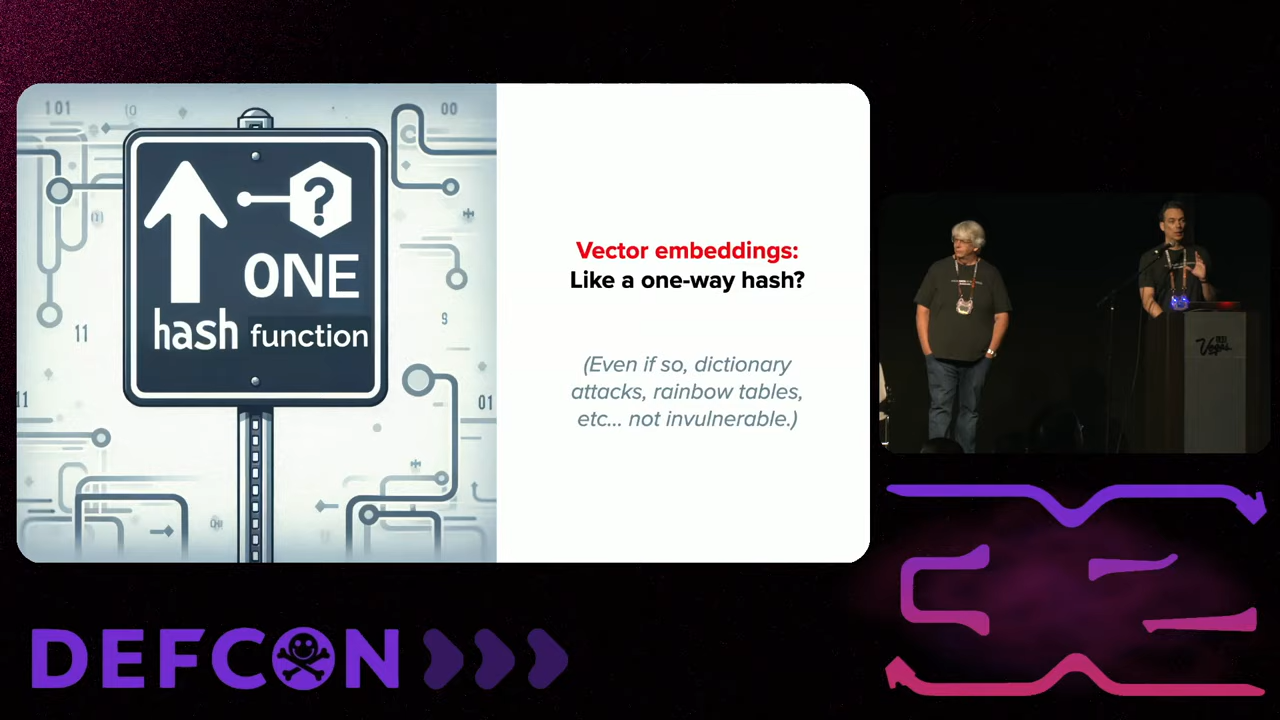 101
00
ONE
hash function
11
9
11
01
Vector embeddings:
Like a one-way hash?
(Even if so, dictionary
attacks, rainbow tables,
etc... not invulnerable.)
Vegas
DEFCON